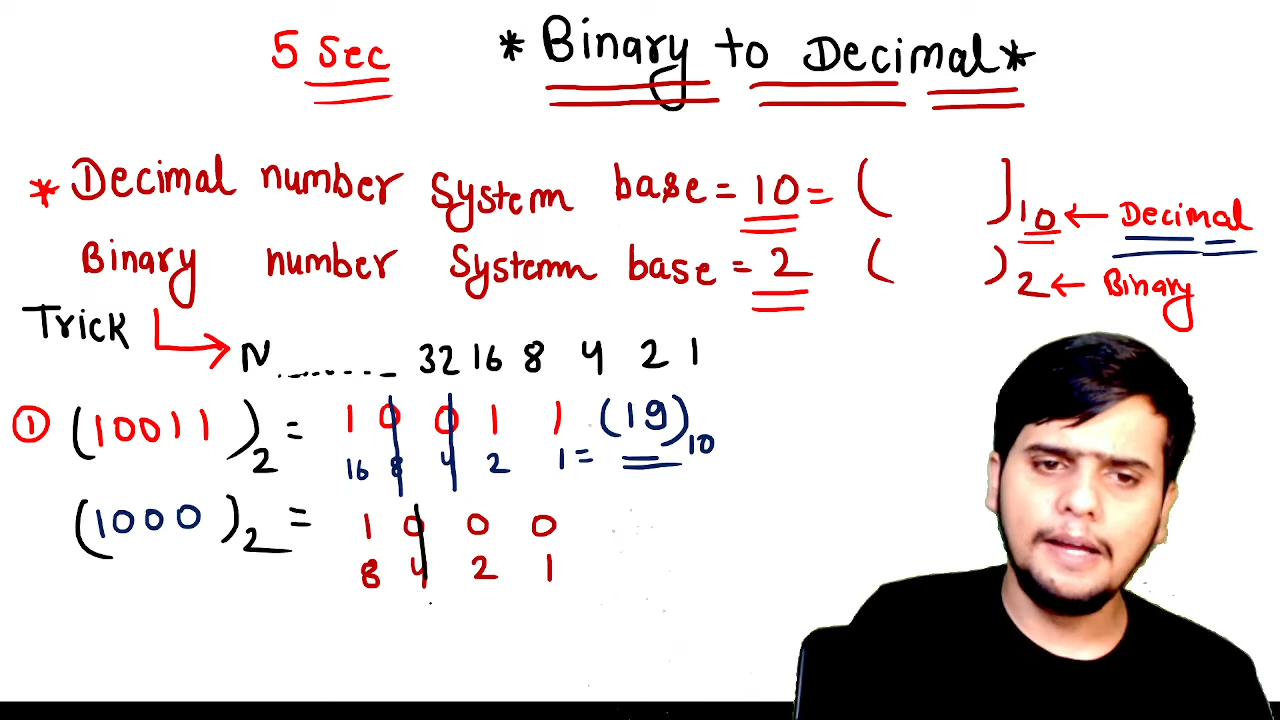 5 Sec * Binary to Decimal *
* Decimal number System base = 10 = ( )10 ← Decimal
Binary number Systemm base = 2 ( )2 ← Binary
Trick
N ........ 32 16 8 4 2 1
① (10011)2 = 1 0 0 1 1 (19)10
16 8 4 2 1 =
(1000)2 = 1 0 0 0
8 4 2 1